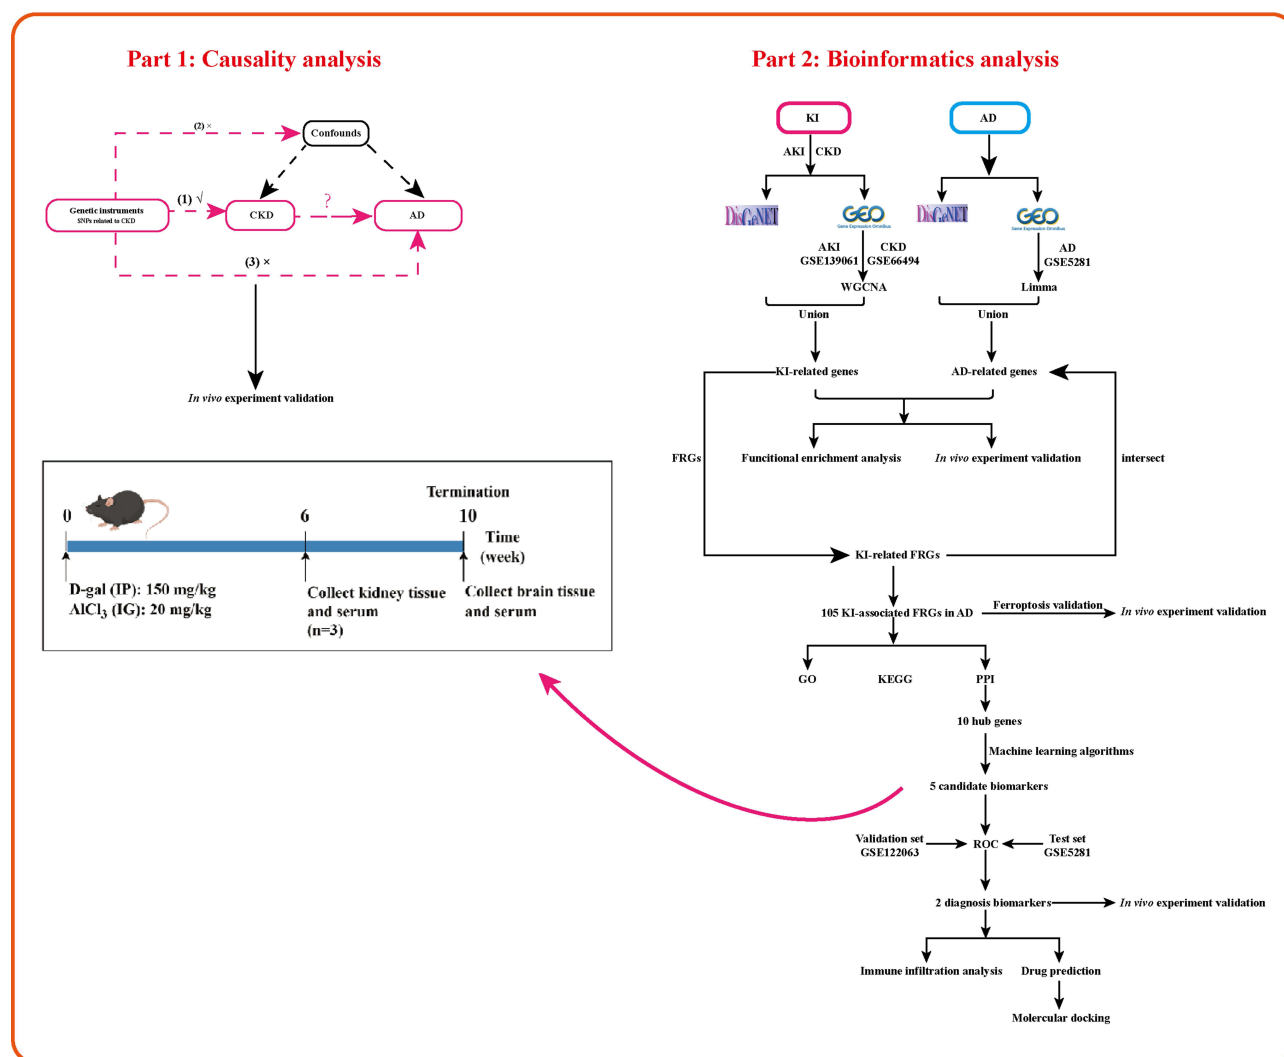 Part 1: Causality analysis
(2) ×
Confounds
Genetic instruments
SNPs related to CKD
(1) √
CKD
?
AD
(3) ×
In vivo experiment validation
Termination
0
6
10
Time
(week)
D-gal (IP): 150 mg/kg
AlCl3 (IG): 20 mg/kg
Collect kidney tissue
and serum
(n=3)
Collect brain tissue
and serum
Part 2: Bioinformatics analysis
KI
AD
AKI
CKD
DisGeNET
GEO
Gene Expression Omnibus
DisGeNET
GEO
Gene Expression Omnibus
AKI
GSE139061
CKD
GSE66494
AD
GSE5281
WGCNA
Limma
Union
Union
KI-related genes
AD-related genes
FRGs
Funcitional enrichment analysis
In vivo experiment validation
intersect
KI-related FRGs
105 KI-associated FRGs in AD
Ferroptosis validation
In vivo experiment validation
GO
KEGG
PPI
10 hub genes
Machine learning algorithms
5 candidate biomarkers
Validation set
GSE122063
ROC
Test set
GSE5281
2 diagnosis biomarkers
In vivo experiment validation
Immune infiltration analysis
Drug prediction
Molercular docking